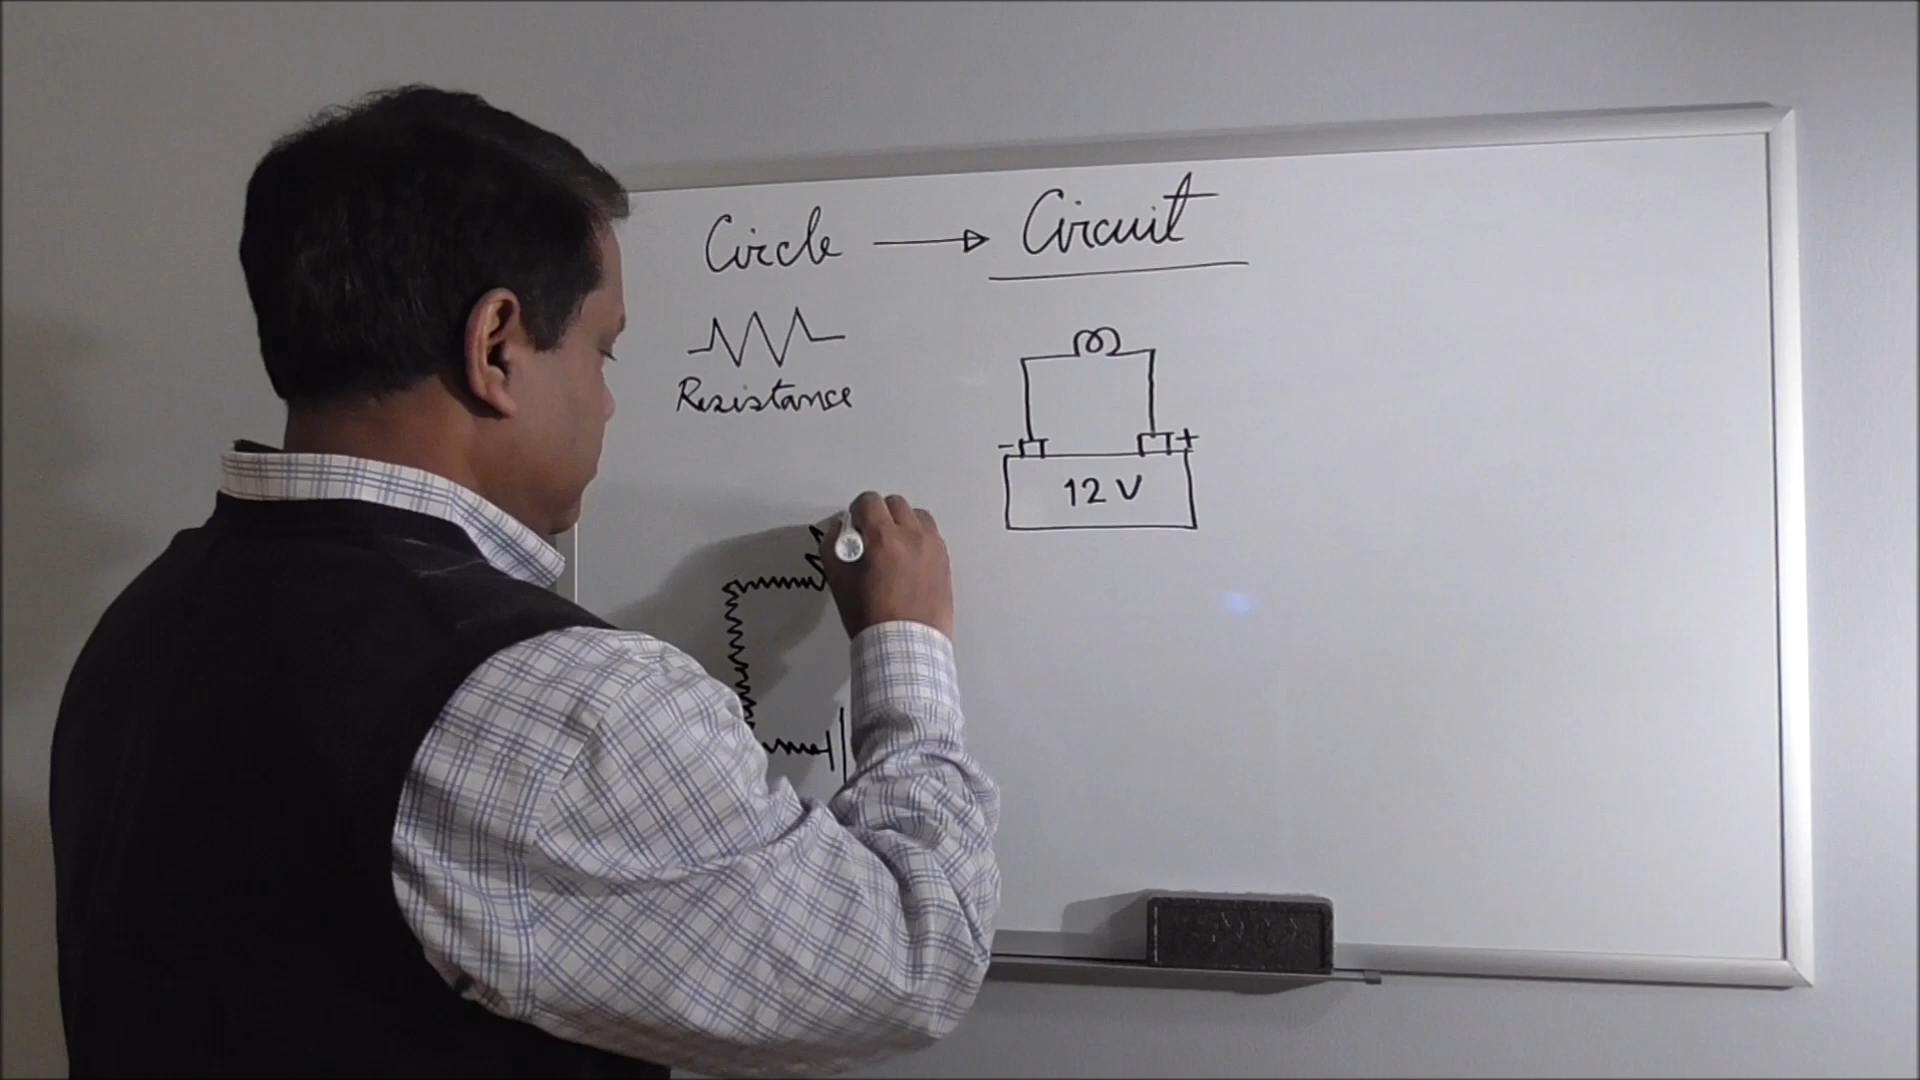 Circle → Circuit
Resistance
- +
12 V